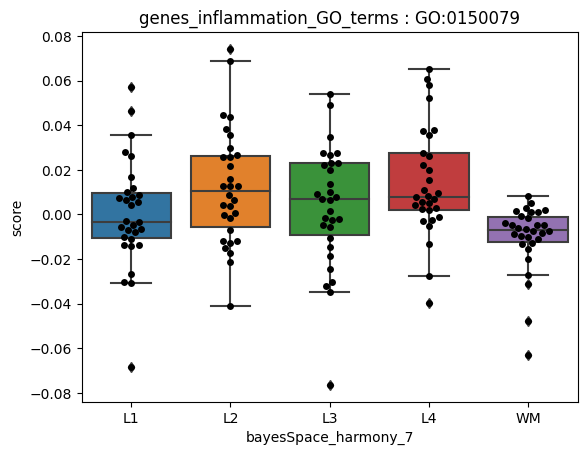 genes_inflammation_GO_terms : GO:0150079
score
0.08
0.06
0.04
0.02
0.00
−0.02
−0.04
−0.06
−0.08
L1 L2 L3 L4 WM
bayesSpace_harmony_7